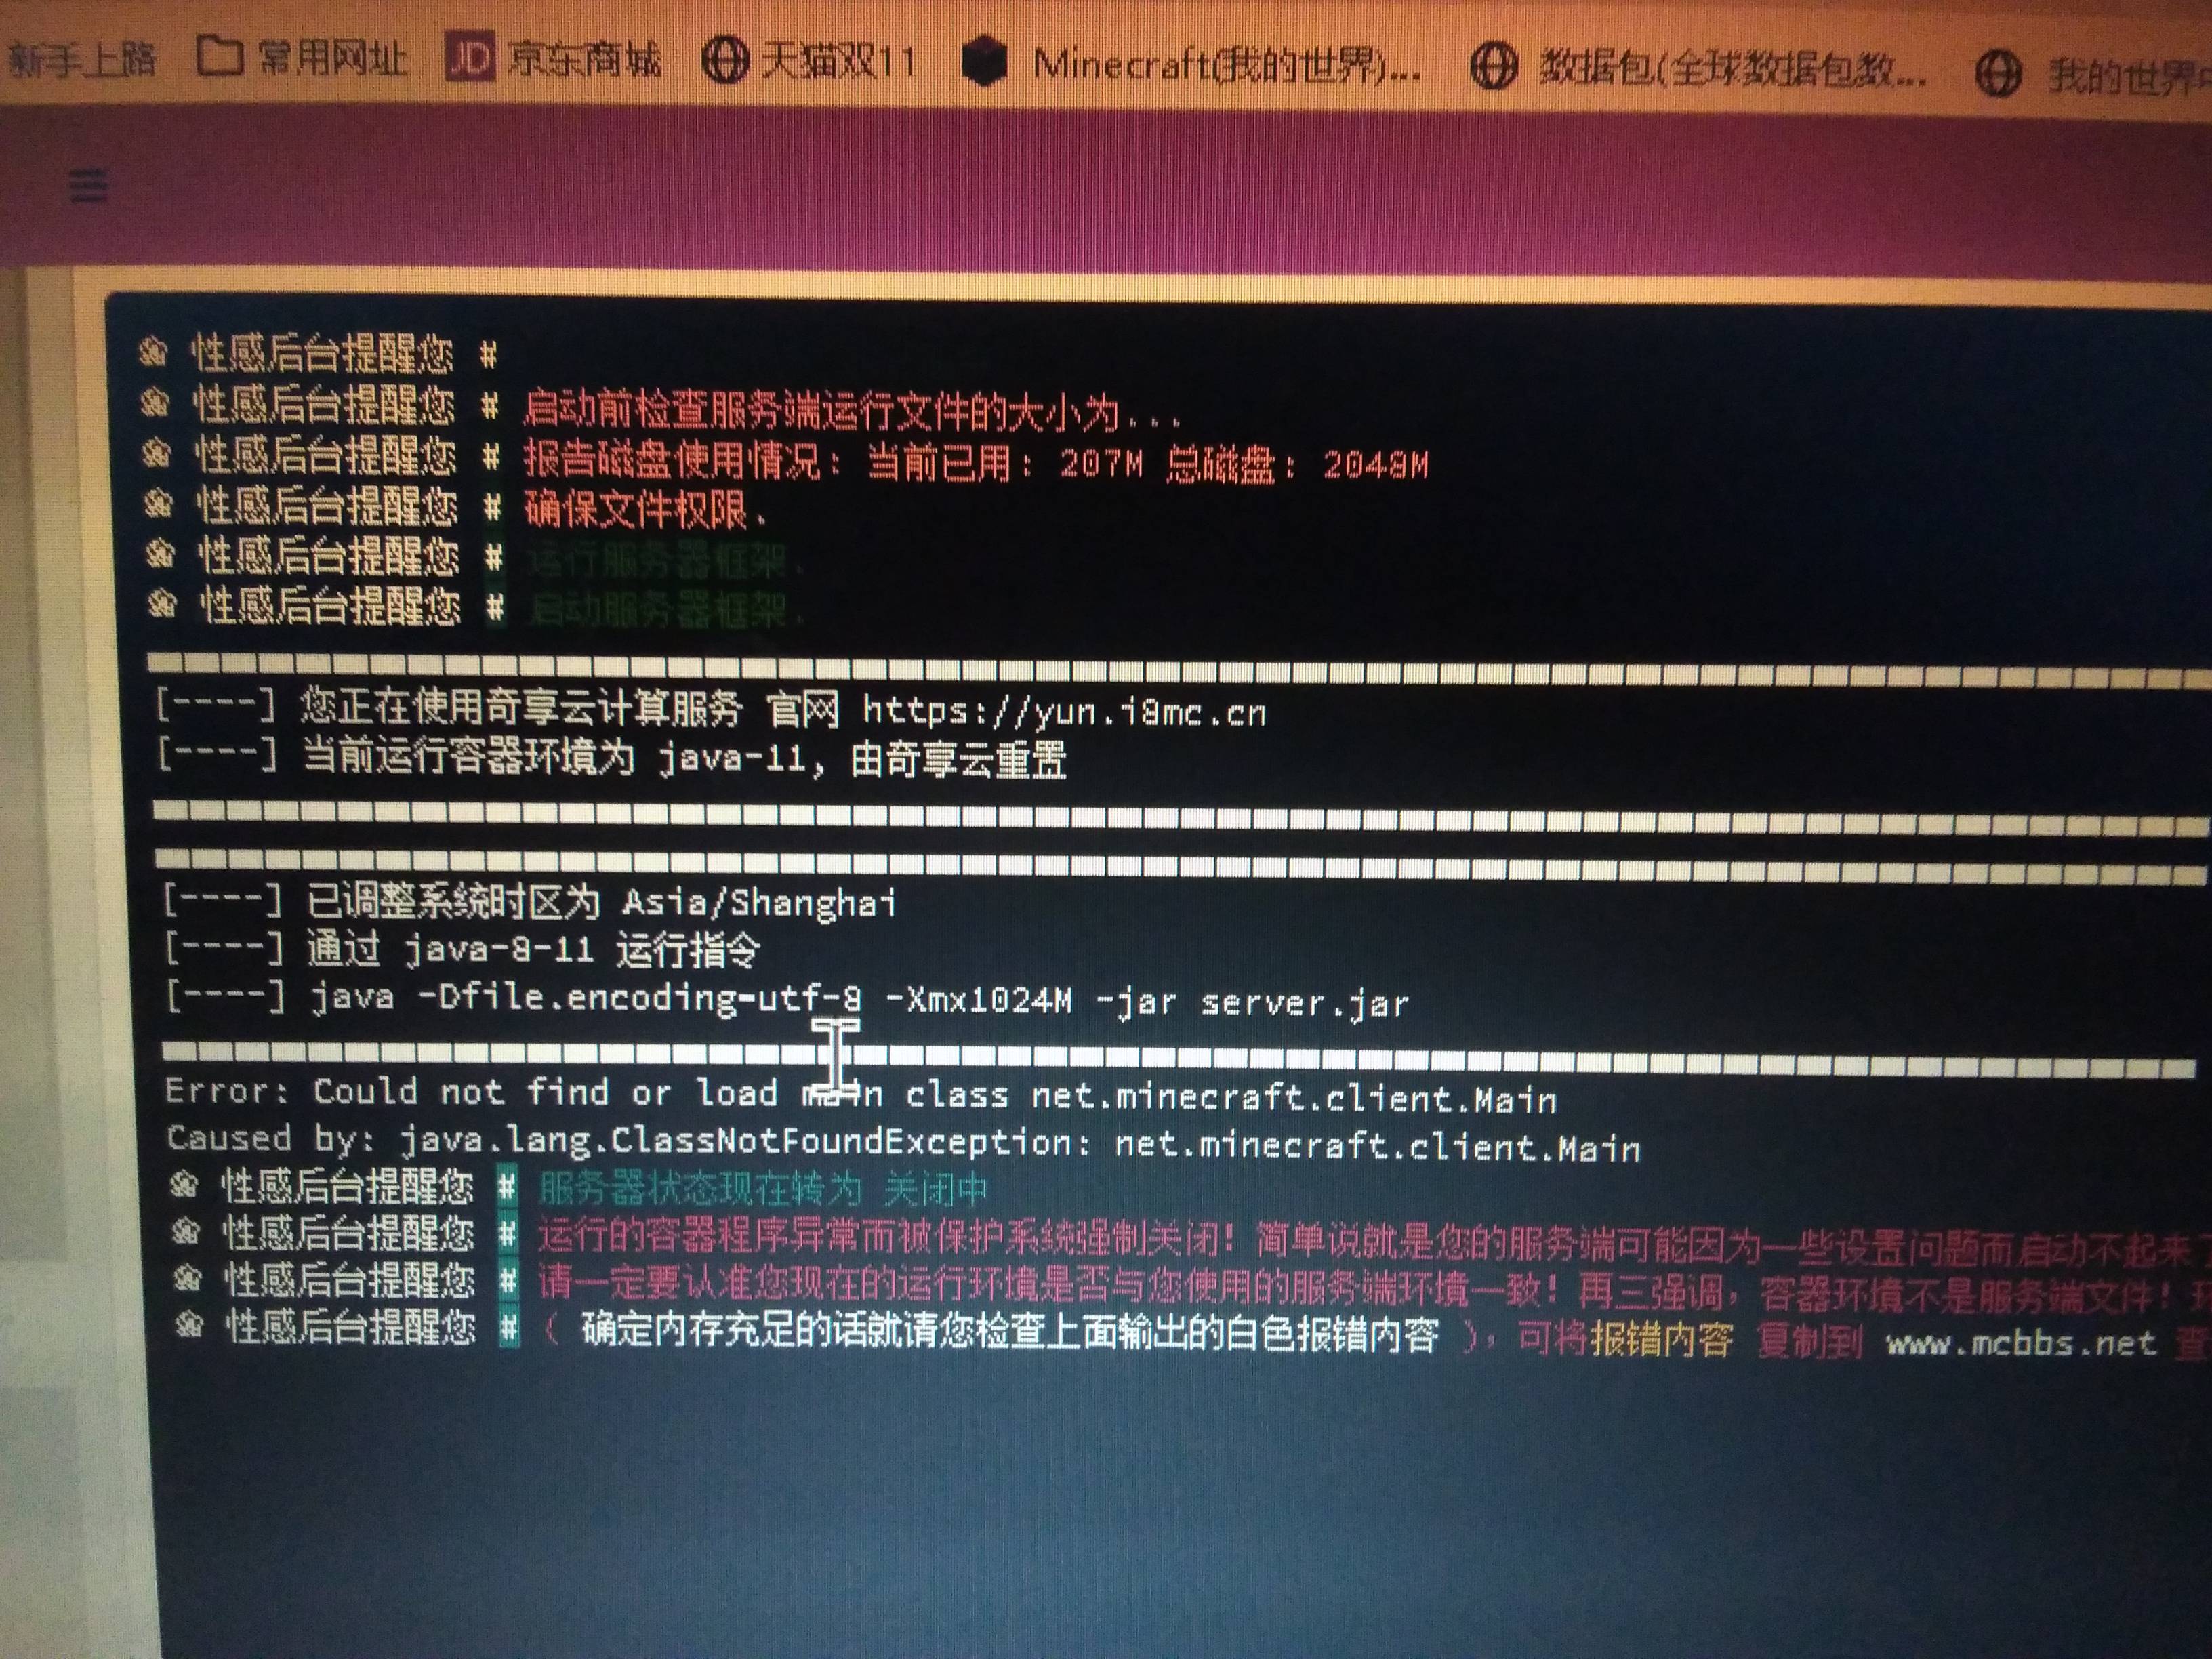 新手上路 常用网址 JD 京东商城 天猫双11 Minecraft(我的世界)... 数据包(全球数据包数... 我的世界
性感后台提醒您 #
性感后台提醒您 # 启动前检查服务端运行文件的大小为...
性感后台提醒您 # 报告磁盘使用情况: 当前已用: 207M 总磁盘: 2048M
性感后台提醒您 # 确保文件权限.
性感后台提醒您 # 运行服务器框架.
性感后台提醒您 # 启动服务器框架.
[----] 您正在使用奇享云计算服务 官网 https://yun.i8mc.cn
[----] 当前运行容器环境为 java-11, 由奇享云重置
[----] 已调整系统时区为 Asia/Shanghai
[----] 通过 java-8-11 运行指令
[----] java -Dfile.encoding=utf-8 -Xmx1024M -jar server.jar
Error: Could not find or load main class net.minecraft.client.Main
Caused by: java.lang.ClassNotFoundException: net.minecraft.client.Main
性感后台提醒您 # 服务器状态现在转为 关闭中
性感后台提醒您 # 运行的容器程序异常而被保护系统强制关闭! 简单说就是您的服务端可能因为一些设置问题而启动不起来
性感后台提醒您 # 请一定要认准您现在的运行环境是否与您使用的服务端环境一致! 再三强调, 容器环境不是服务端文件!
性感后台提醒您 # ( 确定内存充足的话就请您检查上面输出的白色报错内容 ), 可将报错内容 复制到 www.mcbbs.net